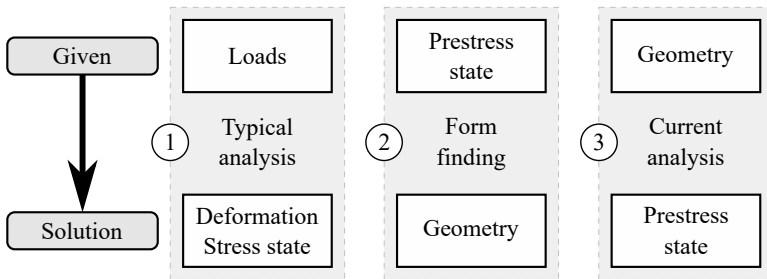 Given
Solution
1
Loads
Typical
analysis
Deformation
Stress state
2
Prestress
state
Form
finding
Geometry
3
Geometry
Current
analysis
Prestress
state